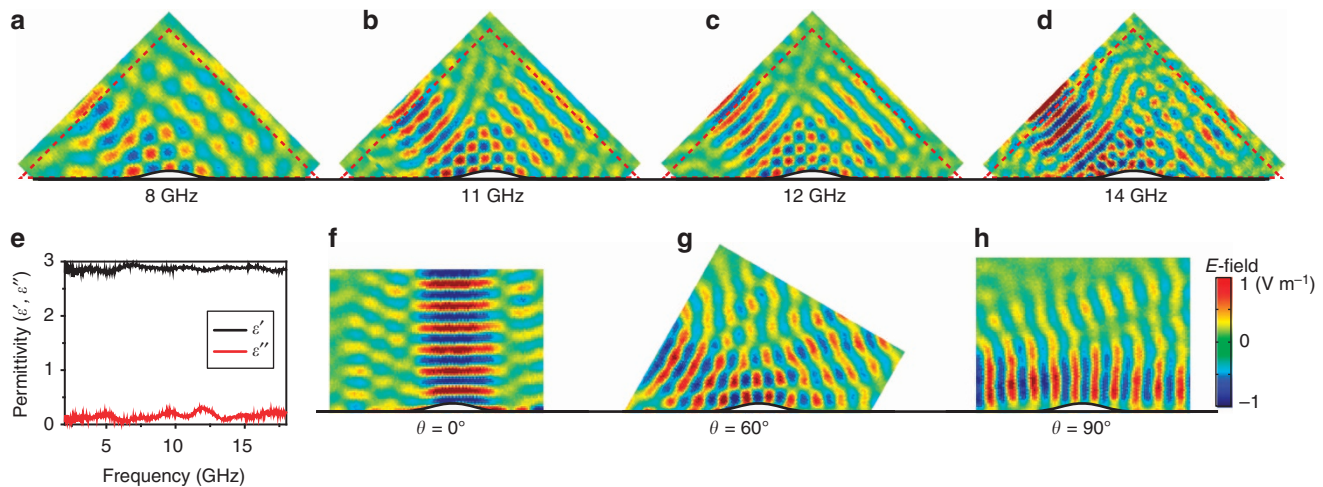 a b c d
8 GHz 11 GHz 12 GHz 14 GHz
e f g h
Permittivity (ε′, ε′′)
3
2
1
0
ε′
ε′′
5 10 15
Frequency (GHz)
θ = 0° θ = 60° θ = 90°
E-field
1 (V m⁻¹)
0
–1